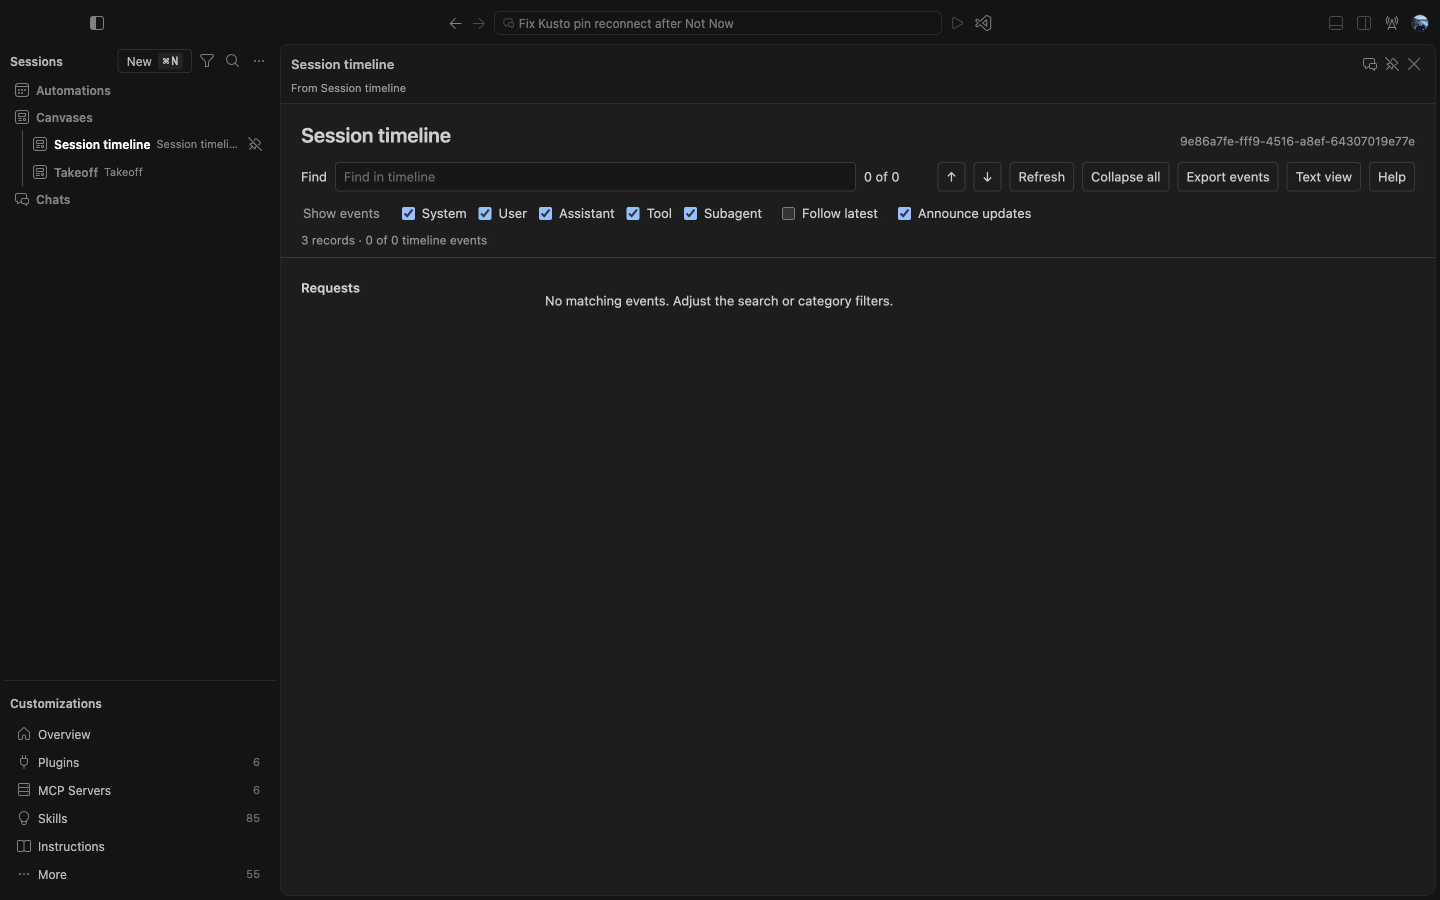 Fix Kusto pin reconnect after Not Now
Sessions
New ⌘N
Automations
Canvases
Session timeline Session timeli...
Takeoff Takeoff
Chats
Customizations
Overview
Plugins 6
MCP Servers 6
Skills 85
Instructions
More 55
Session timeline
From Session timeline
Session timeline
9e86a7fe-fff9-4516-a8ef-64307019e77e
Find Find in timeline 0 of 0 ↑ ↓ Refresh Collapse all Export events Text view Help
Show events System User Assistant Tool Subagent Follow latest Announce updates
3 records · 0 of 0 timeline events
Requests
No matching events. Adjust the search or category filters.